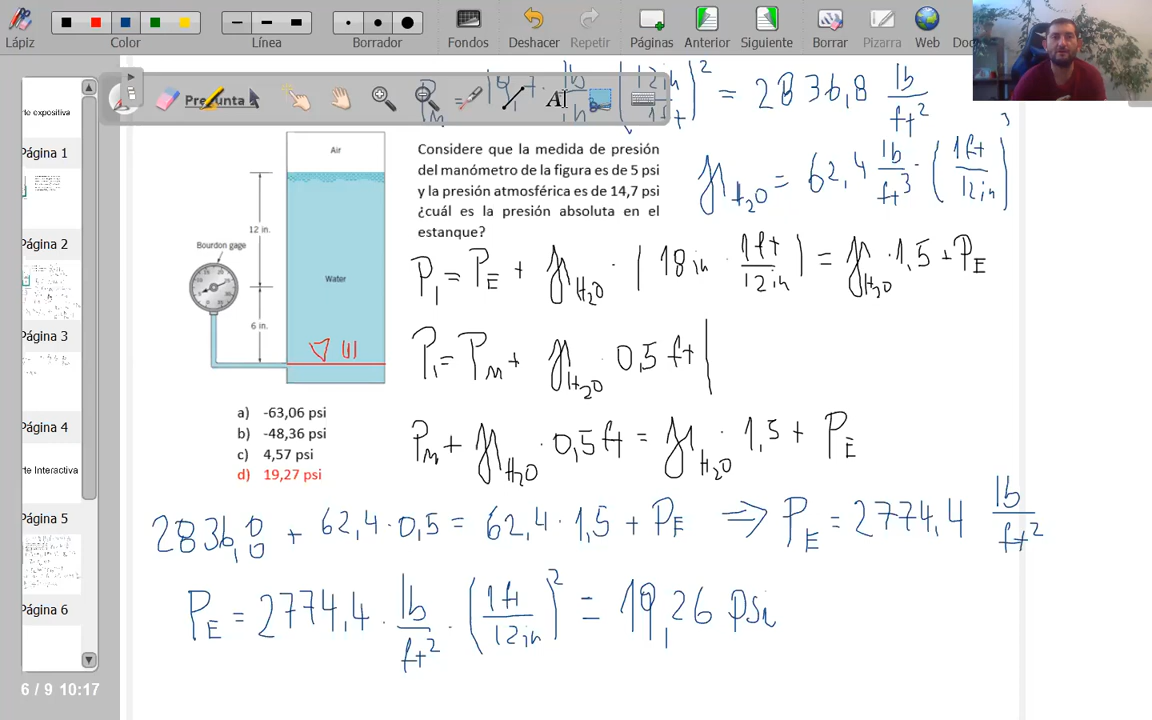 Lápiz
Color
Línea
Borrador
Fondos
Deshacer
Repetir
Páginas
Anterior
Siguiente
Borrar
Pizarra
Web
rte expositiva
Página 1
Página 2
Página 3
Página 4
rte Interactiva
Página 5
Página 6
6 / 9 10:17
Pregunta
= 2836,8 lb/ft²
γH₂O = 62,4 lb/ft³ · (1ft/12in)
Considere que la medida de presión
del manómetro de la figura es de 5 psi
y la presión atmosférica es de 14,7 psi
¿cuál es la presión absoluta en el
estanque?
Air
12 in.
Bourdon gage
Water
6 in.
P₁ = PE + γH₂O · (18in · 1ft/12in) = γH₂O · 1,5 + PE
P₁ = PM + γH₂O 0,5 ft
PM + γH₂O · 0,5 ft = γH₂O · 1,5 + PE
a) -63,06 psi
b) -48,36 psi
c) 4,57 psi
d) 19,27 psi
2836,8 + 62,4 · 0,5 = 62,4 · 1,5 + PE ⇒ PE = 2774,4 lb/ft²
PE = 2774,4 · lb/ft² · (1ft/12in)² = 19,26 psi